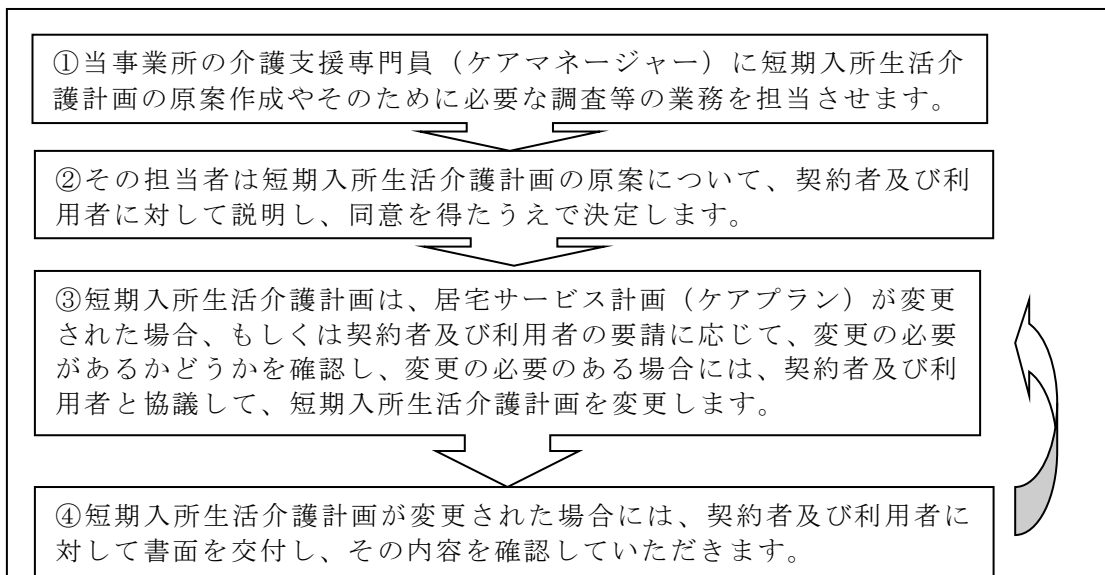 ①当事業所の介護支援専門員（ケアマネージャー）に短期入所生活介
護計画の原案作成やそのために必要な調査等の業務を担当させます。
②その担当者は短期入所生活介護計画の原案について、契約者及び利
用者に対して説明し、同意を得たうえで決定します。
③短期入所生活介護計画は、居宅サービス計画（ケアプラン）が変更
された場合、もしくは契約者及び利用者の要請に応じて、変更の必要
があるかどうかを確認し、変更の必要のある場合には、契約者及び利
用者と協議して、短期入所生活介護計画を変更します。
④短期入所生活介護計画が変更された場合には、契約者及び利用者に
対して書面を交付し、その内容を確認していただきます。